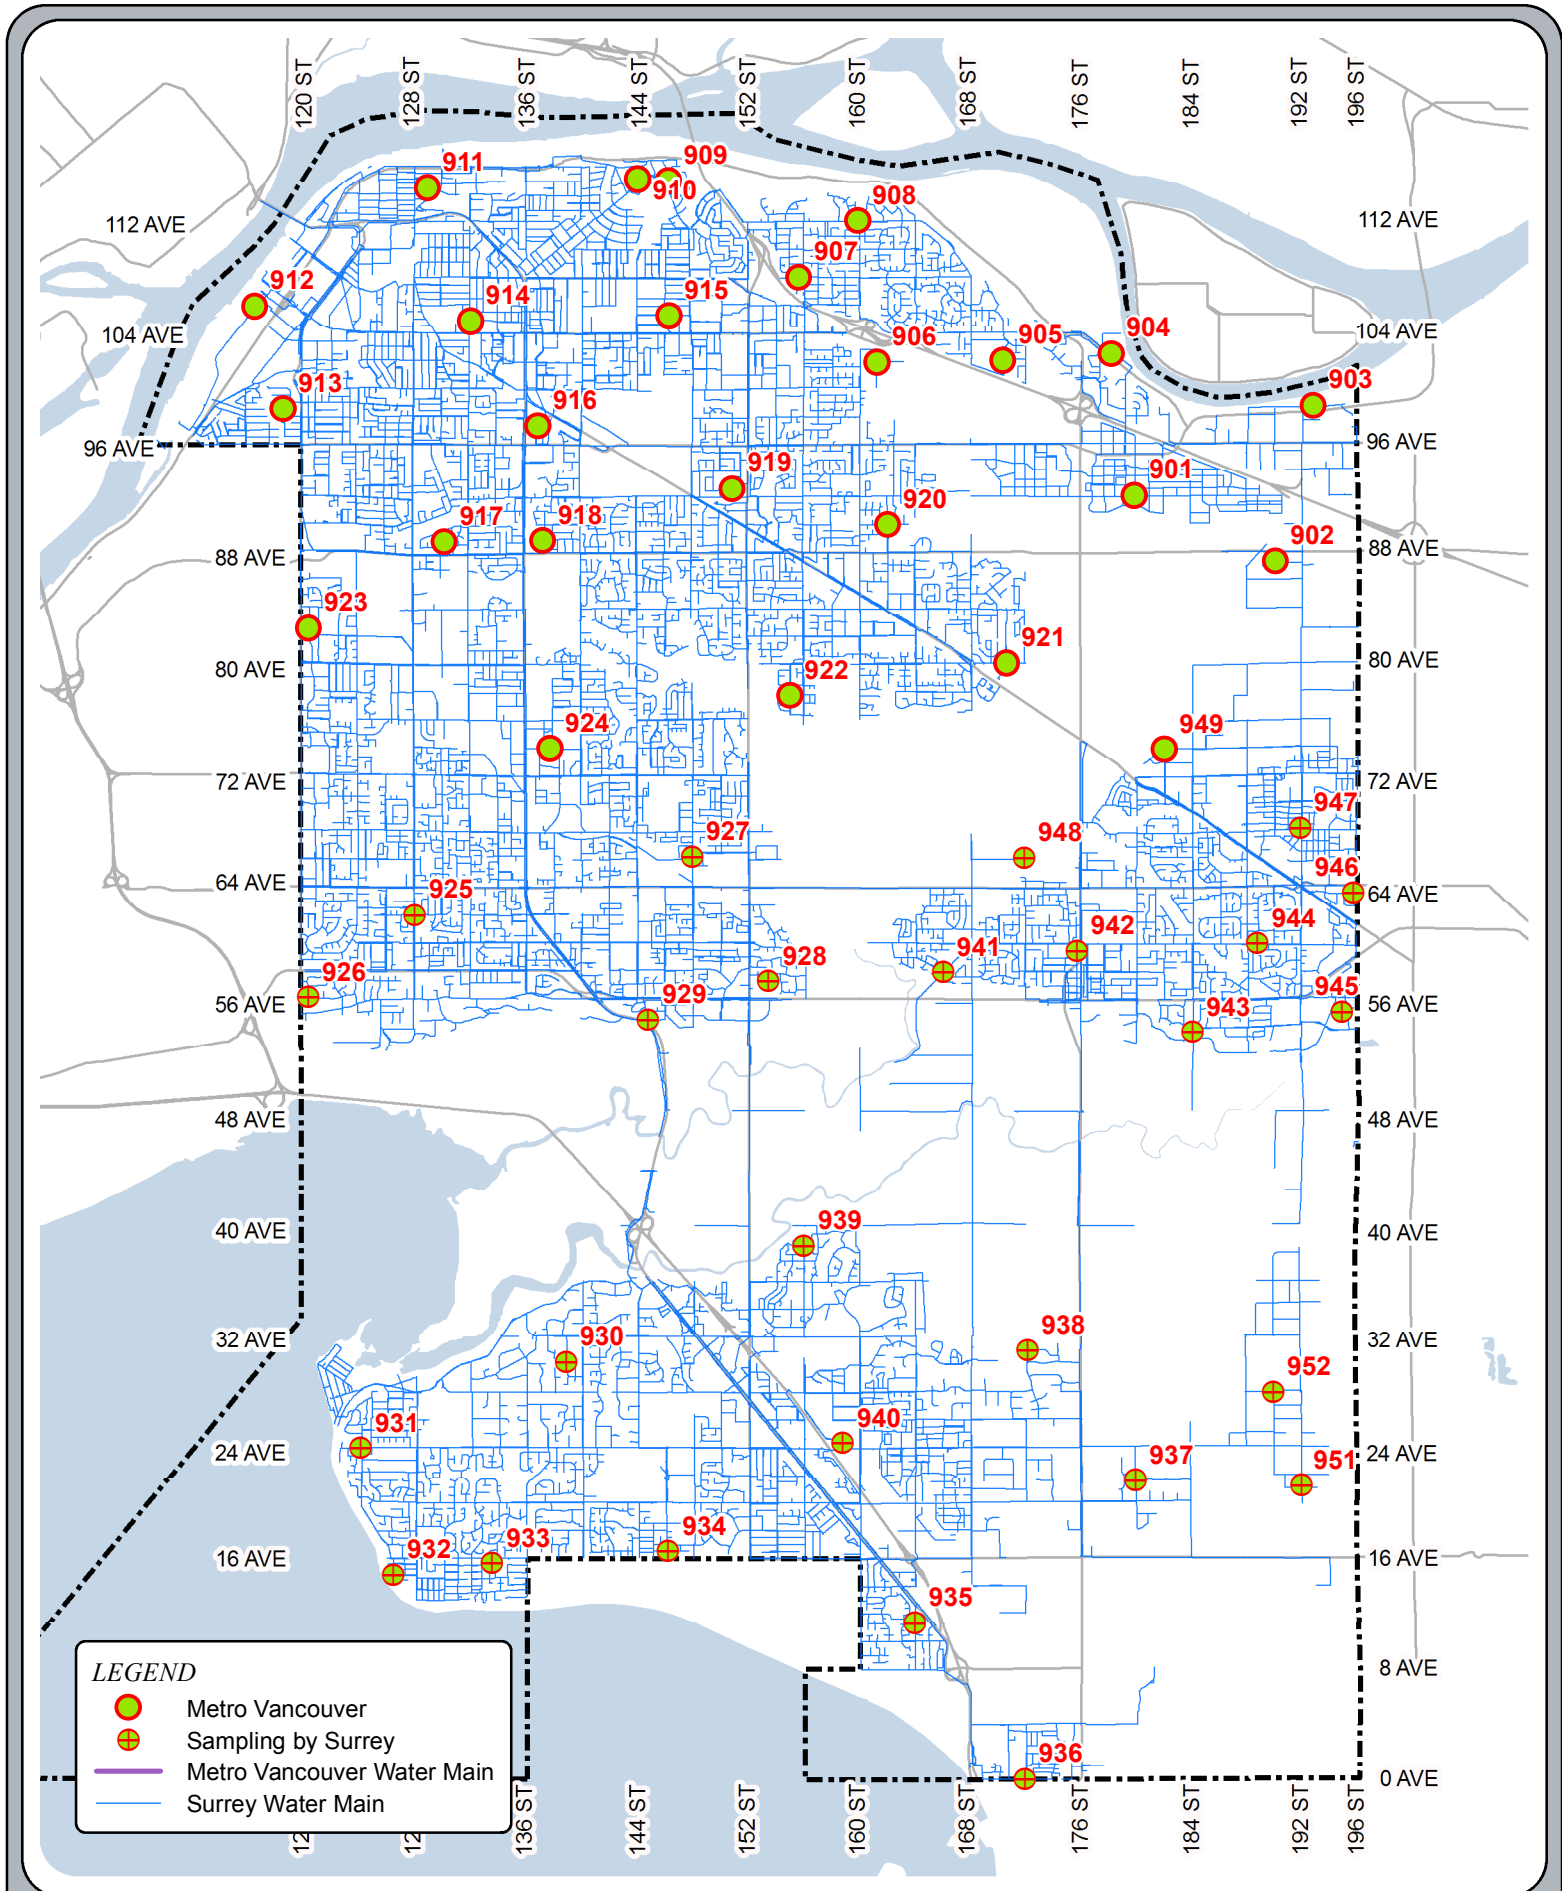 120 ST
128 ST
136 ST
144 ST
152 ST
160 ST
168 ST
176 ST
184 ST
192 ST
196 ST
909
911
910
908
112 AVE
112 AVE
907
912
914
915
904
104 AVE
104 AVE
906
905
903
913
916
96 AVE
96 AVE
919
901
920
917
918
902
88 AVE
88 AVE
923
921
80 AVE
80 AVE
922
924
949
72 AVE
72 AVE
947
927
948
946
64 AVE
64 AVE
925
944
942
941
928
926
945
929
943
56 AVE
56 AVE
48 AVE
48 AVE
939
40 AVE
40 AVE
938
930
32 AVE
32 AVE
952
931
940
24 AVE
24 AVE
937
951
934
933
932
16 AVE
16 AVE
935
LEGEND
Metro Vancouver
Sampling by Surrey
Metro Vancouver Water Main
Surrey Water Main
8 AVE
936
0 AVE
12
12
136 ST
144 ST
152 ST
160 ST
168 ST
176 ST
184 ST
192 ST
196 ST